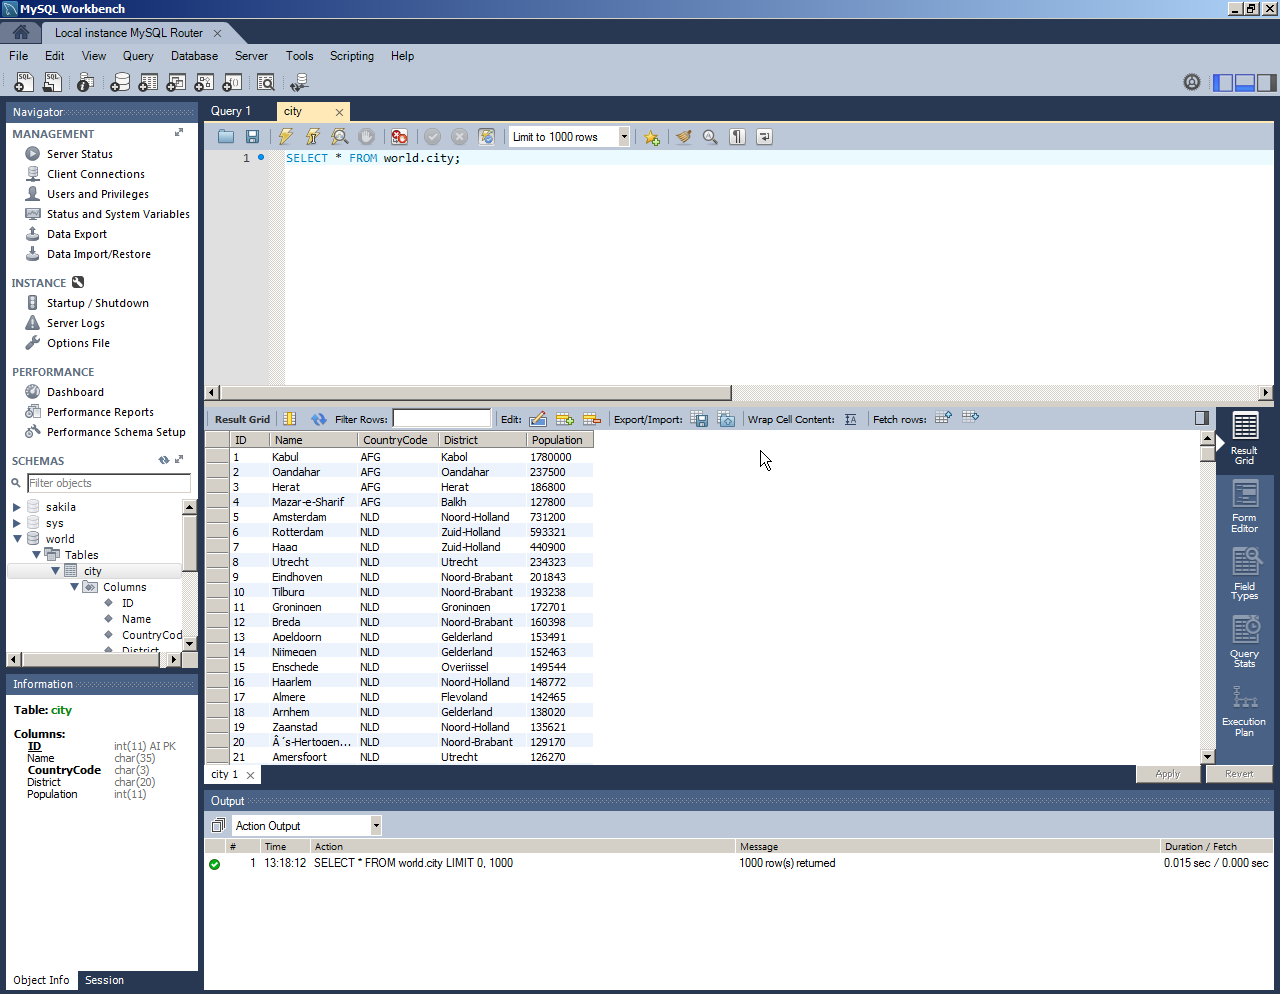 MySQL Workbench
Local instance MySQL Router
File Edit View Query Database Server Tools Scripting Help
Navigator
MANAGEMENT
Server Status
Client Connections
Users and Privileges
Status and System Variables
Data Export
Data Import/Restore
INSTANCE
Startup / Shutdown
Server Logs
Options File
PERFORMANCE
Dashboard
Performance Reports
Performance Schema Setup
SCHEMAS
Filter objects
sakila
sys
world
Tables
city
Columns
ID
Name
CountryCod
District
Information
Table: city
Columns:
ID int(11) AI PK
Name char(35)
CountryCode char(3)
District char(20)
Population int(11)
Object Info Session
Query 1 city
Limit to 1000 rows
1 SELECT * FROM world.city;
Result Grid Filter Rows: Edit: Export/Import: Wrap Cell Content: Fetch rows:
ID Name CountryCode District Population
1 Kabul AFG Kabol 1780000
2 Qandahar AFG Qandahar 237500
3 Herat AFG Herat 186800
4 Mazar-e-Sharif AFG Balkh 127800
5 Amsterdam NLD Noord-Holland 731200
6 Rotterdam NLD Zuid-Holland 593321
7 Haag NLD Zuid-Holland 440900
8 Utrecht NLD Utrecht 234323
9 Eindhoven NLD Noord-Brabant 201843
10 Tilburg NLD Noord-Brabant 193238
11 Groningen NLD Groningen 172701
12 Breda NLD Noord-Brabant 160398
13 Apeldoorn NLD Gelderland 153491
14 Nijmegen NLD Gelderland 152463
15 Enschede NLD Overijssel 149544
16 Haarlem NLD Noord-Holland 148772
17 Almere NLD Flevoland 142465
18 Arnhem NLD Gelderland 138020
19 Zaanstad NLD Noord-Holland 135621
20 Â´s-Hertogen... NLD Noord-Brabant 129170
21 Amersfoort NLD Utrecht 126270
Result Grid
Form Editor
Field Types
Query Stats
Execution Plan
city 1
Apply Revert
Output
Action Output
# Time Action Message Duration / Fetch
1 13:18:12 SELECT * FROM world.city LIMIT 0, 1000 1000 row(s) returned 0.015 sec / 0.000 sec